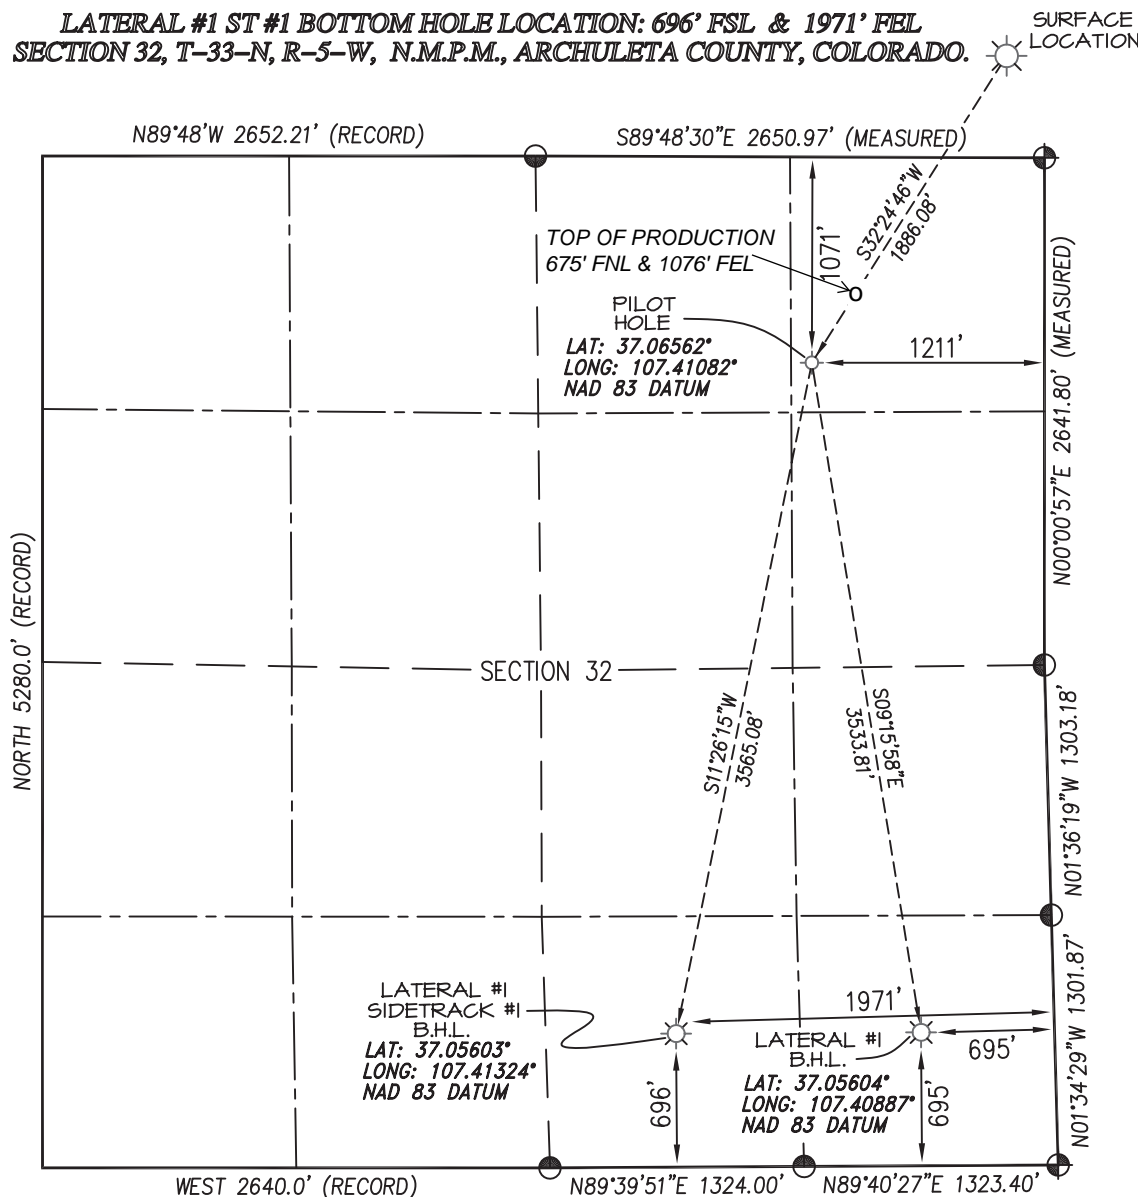 LATERAL #1 ST #1 BOTTOM HOLE LOCATION: 696' FSL & 1971' FEL
SECTION 32, T–33–N, R–5–W, N.M.P.M., ARCHULETA COUNTY, COLORADO.
SURFACE
LOCATION
N89°48'W 2652.21' (RECORD)
S89°48'30"E 2650.97' (MEASURED)
S32°24'46"W
1886.08'
1071'
TOP OF PRODUCTION
675' FNL & 1076' FEL
PILOT
HOLE
LAT: 37.06562°
LONG: 107.41082°
NAD 83 DATUM
1211'
N00°00'57"E 2641.80' (MEASURED)
NORTH 5280.0' (RECORD)
SECTION 32
S11°26'15"W
3565.08'
S09°15'58"E
3533.81'
N01°36'19"W 1303.18'
LATERAL #1
SIDETRACK #1
B.H.L.
LAT: 37.05603°
LONG: 107.41324°
NAD 83 DATUM
1971'
LATERAL #1
B.H.L.
LAT: 37.05604°
LONG: 107.40887°
NAD 83 DATUM
695'
696'
695'
N01°34'29"W 1301.87'
WEST 2640.0' (RECORD)
N89°39'51"E 1324.00'
N89°40'27"E 1323.40'